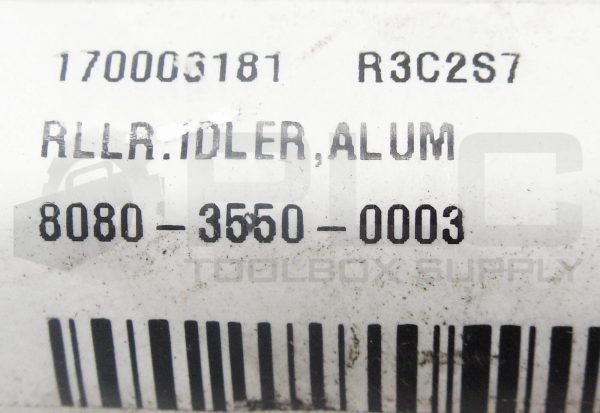 170003181 R3C2S7
RLLR.IDLER,ALUM
8080-3550-0003
PLC
TOOLBOX SUPPLY